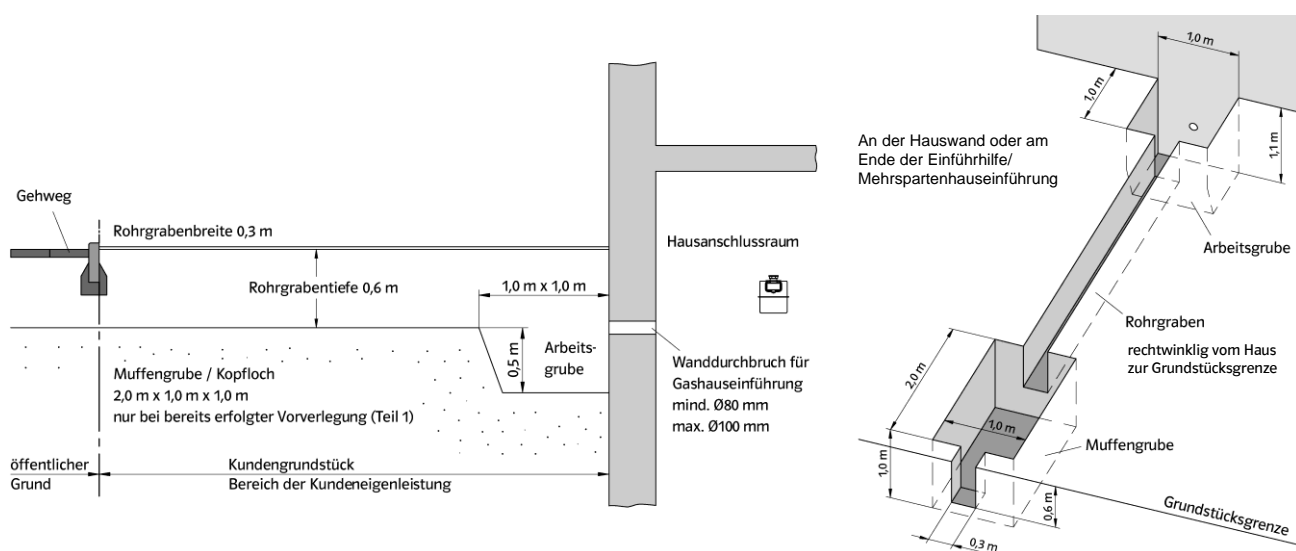 Gehweg
Rohrgrabenbreite 0,3 m
Rohrgrabentiefe 0,6 m
1,0 m x 1,0 m
0,5 m
Arbeits-
grube
Muffengrube / Kopfloch
2,0 m x 1,0 m x 1,0 m
nur bei bereits erfolgter Vorverlegung (Teil 1)
öffentlicher
Grund
Kundengrundstück
Bereich der Kundeneigenleistung
Hausanschlussraum
Wanddurchbruch für
Gashauseinführung
mind. Ø80 mm
max. Ø100 mm
An der Hauswand oder am
Ende der Einführhilfe/
Mehrspartenhauseinführung
1,0 m
1,0 m
1,1 m
Arbeitsgrube
Rohrgraben
rechtwinklig vom Haus
zur Grundstücksgrenze
2,0 m
1,0 m
1,0 m
Muffengrube
0,6 m
0,3 m
Grundstücksgrenze